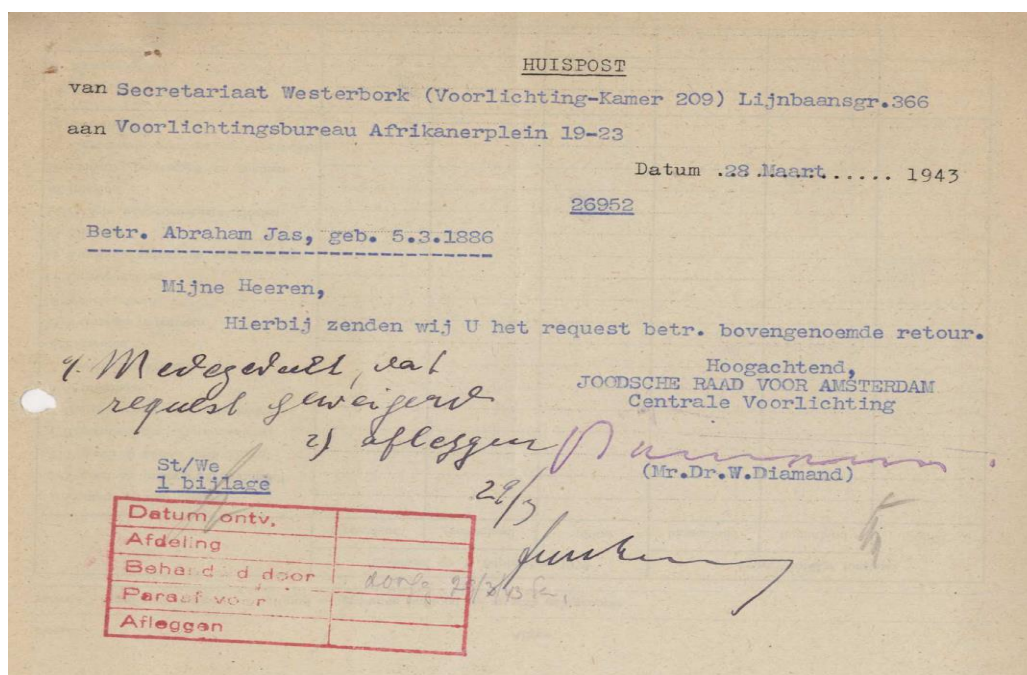 HUISPOST
van Secretariaat Westerbork (Voorlichting-Kamer 209) Lijnbaansgr.366
aan Voorlichtingsbureau Afrikanerplein 19-23
Datum .28.Maart..... 1943
26952
Betr. Abraham Jas, geb. 5.3.1886
Mijne Heeren,
Hierbij zenden wij U het request betr. bovengenoemde retour.
Hoogachtend,
JOODSCHE RAAD VOOR AMSTERDAM
Centrale Voorlichting
Medegedeelt, dat
request geweigerd
2) afleggen
(Mr.Dr.W.Diamand)
St/We
1 bijlage
29/3
Datum ontv.
Afdeling
Behandeld door
Paraaf voor
Afleggen